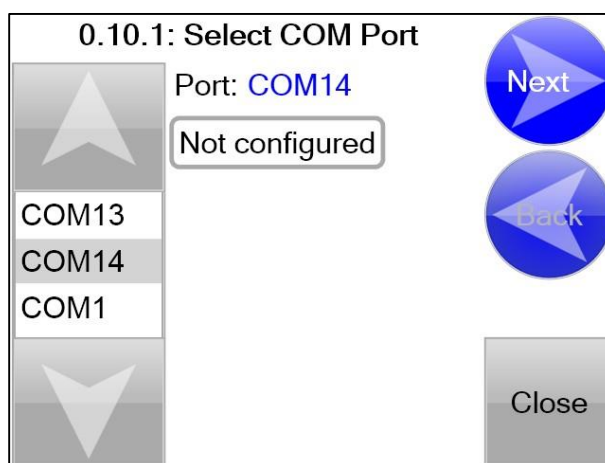 0.10.1: Select COM Port
Port: COM14
Not configured
COM13
COM14
COM1
Next
Back
Close